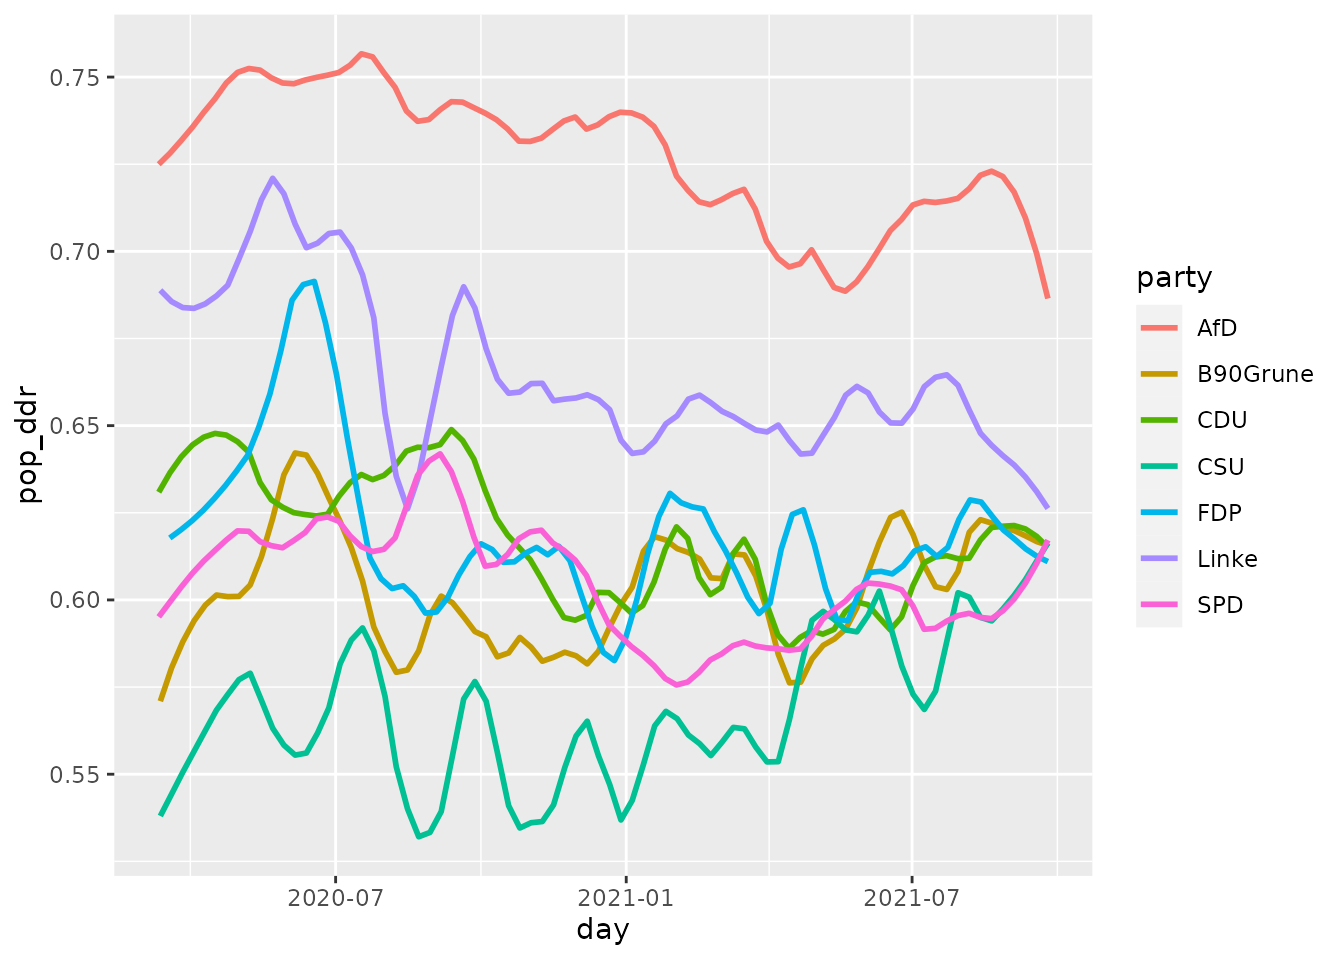 0.75
0.70
0.65
0.60
0.55
pop_ddr
2020-07
2021-01
2021-07
day
party
AfD
B90Grune
CDU
CSU
FDP
Linke
SPD